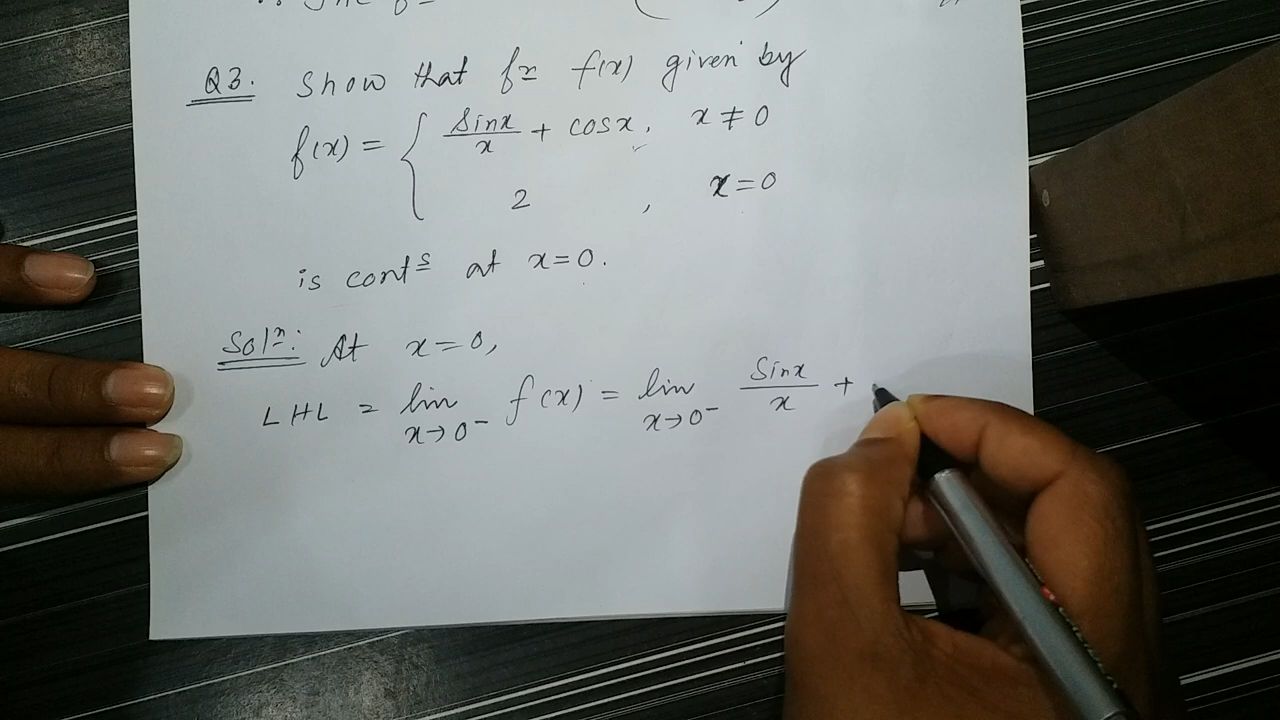 Q3. Show that fn f(x) given by
f(x) = { sinx/x + cosx, x ≠ 0
2 , x=0
is conts at x=0.
Soln: At x=0,
LHL = lim x→0⁻ f(x) = lim x→0⁻ Sinx/x +